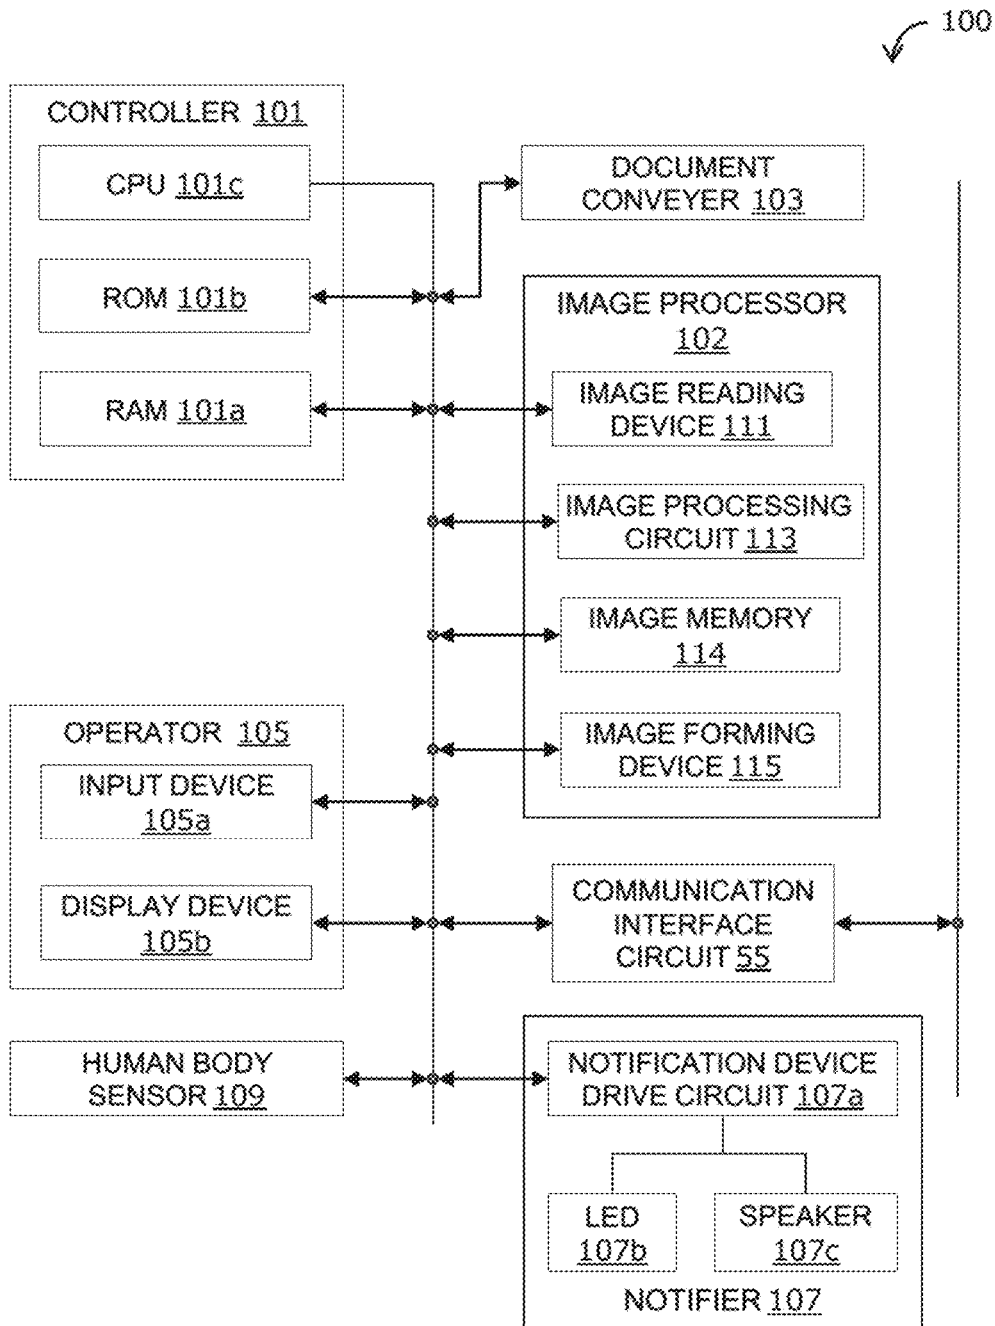 100
CONTROLLER 101
CPU 101c
ROM 101b
RAM 101a
DOCUMENT
CONVEYER 103
IMAGE PROCESSOR
102
IMAGE READING
DEVICE 111
IMAGE PROCESSING
CIRCUIT 113
IMAGE MEMORY
114
IMAGE FORMING
DEVICE 115
OPERATOR 105
INPUT DEVICE
105a
DISPLAY DEVICE
105b
COMMUNICATION
INTERFACE
CIRCUIT 55
HUMAN BODY
SENSOR 109
NOTIFICATION DEVICE
DRIVE CIRCUIT 107a
LED
107b
SPEAKER
107c
NOTIFIER 107